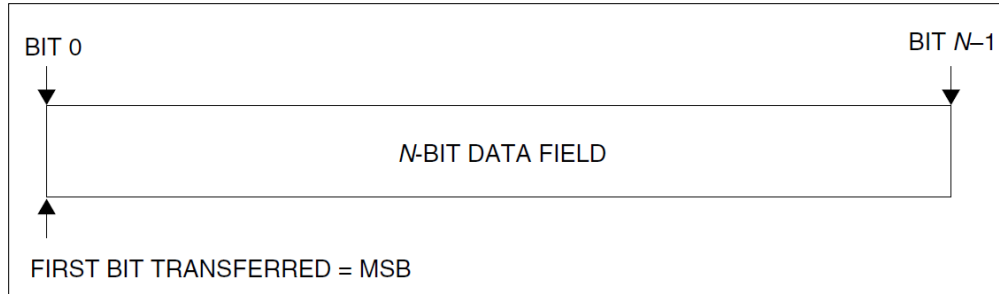 BIT 0
BIT N–1
N-BIT DATA FIELD
FIRST BIT TRANSFERRED = MSB